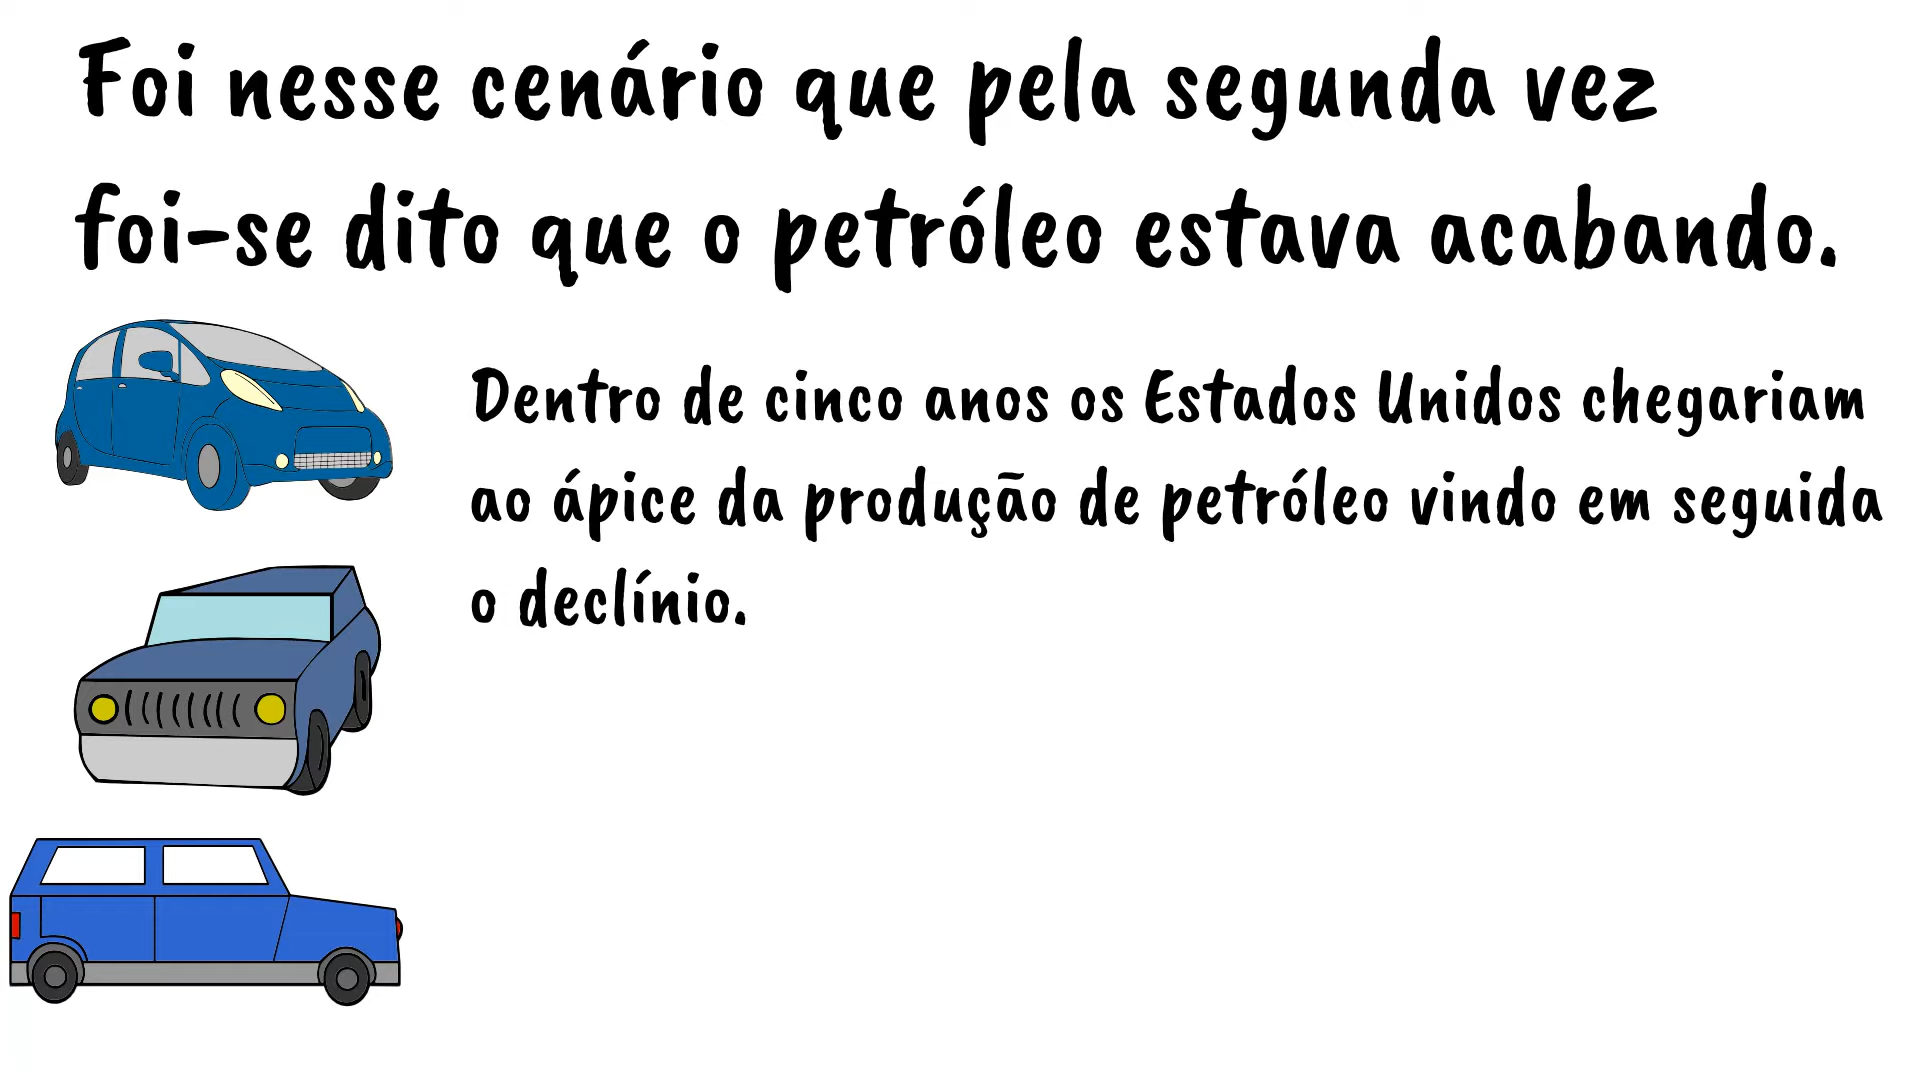 Foi nesse cenário que pela segunda vez
foi-se dito que o petróleo estava acabando.
Dentro de cinco anos os Estados Unidos chegariam
ao ápice da produção de petróleo vindo em seguida
o declínio.